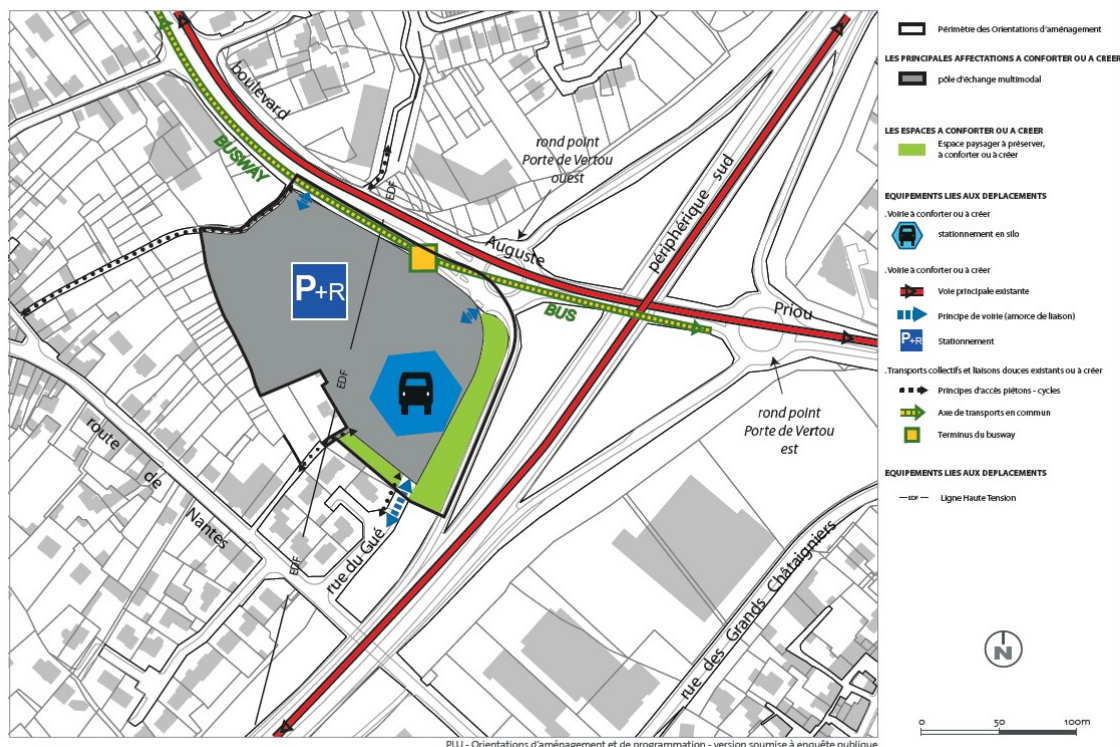 boulevard
BUSWAY
EDF
rond point
Porte de Vertou
ouest
périphérique sud
Auguste
BUS
Priou
P+R
EDF
rond point
Porte de Vertou
est
route de Nantes
EDF
rue du Gué
rue des Grands Châtaigniers
Périmètre des Orientations d'aménagement
LES PRINCIPALES AFFECTATIONS A CONFORTER OU A CREER
pôle d'échange multimodal
LES ESPACES A CONFORTER OU A CREER
Espace paysager à préserver,
à conforter ou à créer
EQUIPEMENTS LIES AUX DEPLACEMENTS
. Voirie à conforter ou à créer
stationnement en silo
. Voirie à conforter ou à créer
Voie principale existante
Principe de voirie (amorce de liaison)
P+R Stationnement
. Transports collectifs et liaisons douces existants ou à créer
Principes d'accès piétons - cycles
Axe de transports en commun
Terminus du busway
EQUIPEMENTS LIES AUX DEPLACEMENTS
EDF Ligne Haute Tension
N
0 50 100m
PLU - Orientations d'aménagement et de programmation - version soumise à enquête publique